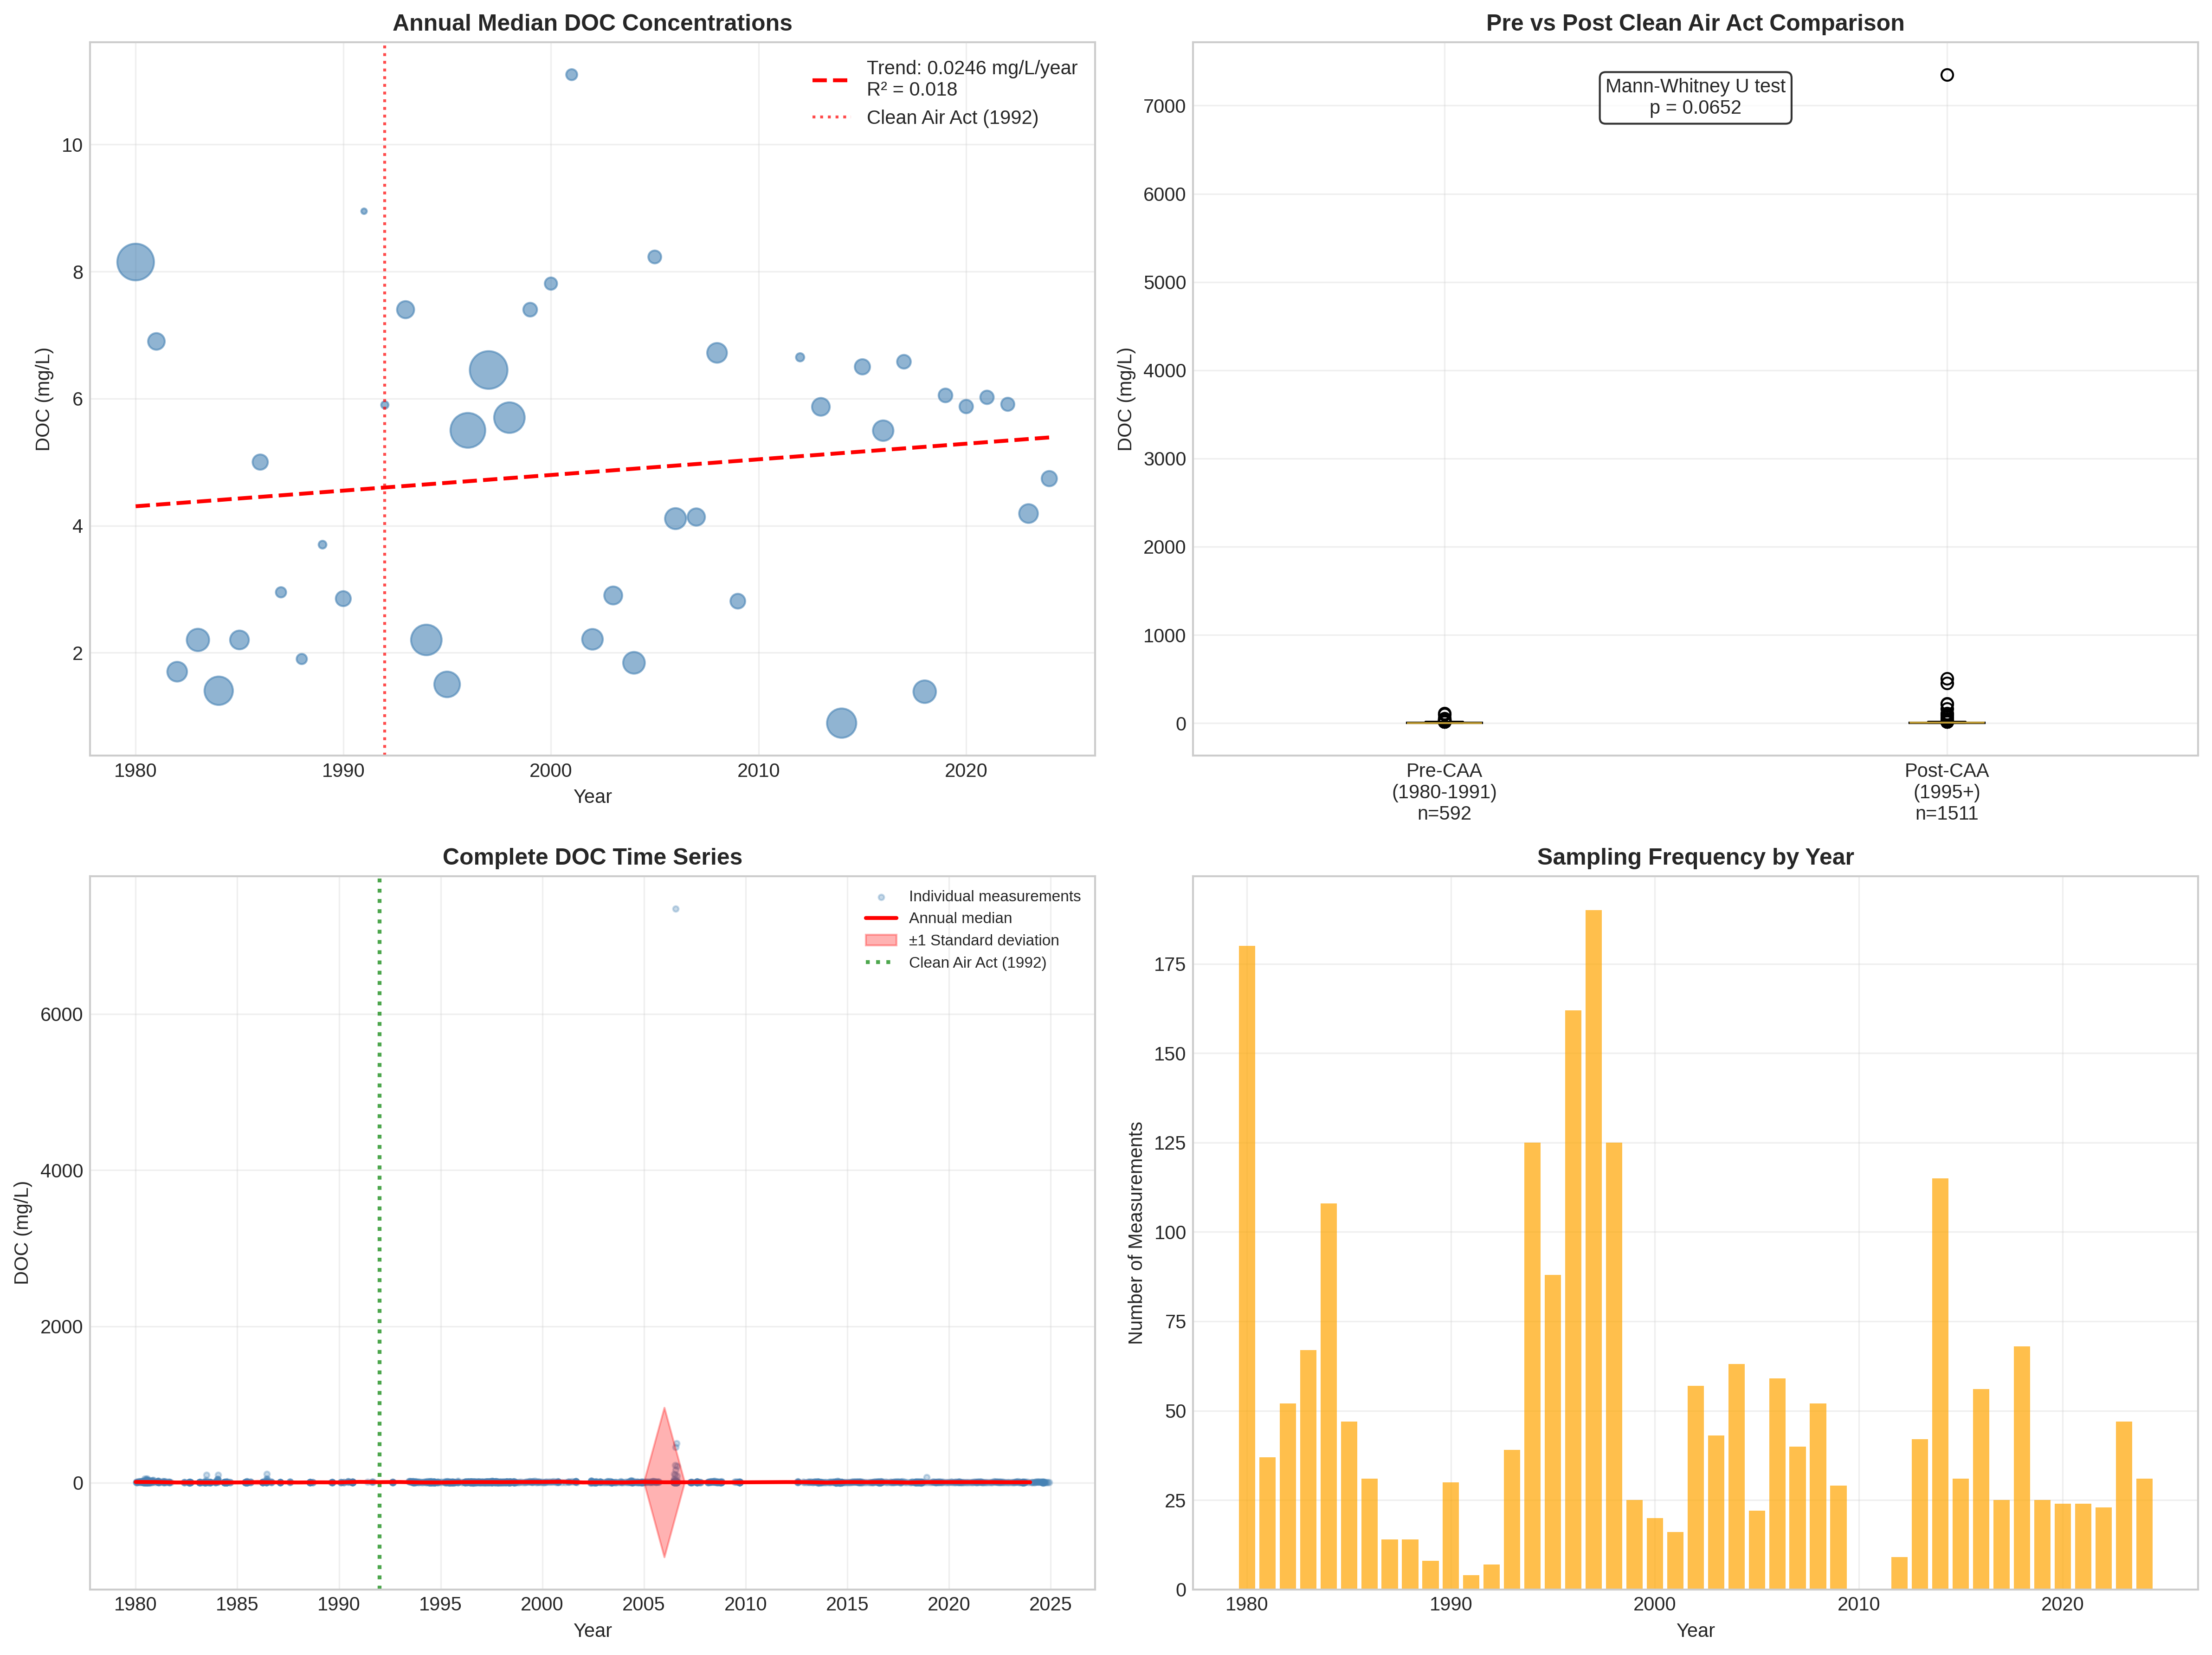 Annual Median DOC Concentrations
Trend: 0.0246 mg/L/year
R² = 0.018
Clean Air Act (1992)
DOC (mg/L)
10
8
6
4
2
1980
1990
2000
2010
2020
Year
Pre vs Post Clean Air Act Comparison
Mann-Whitney U test
p = 0.0652
DOC (mg/L)
7000
6000
5000
4000
3000
2000
1000
0
Pre-CAA
(1980-1991)
n=592
Post-CAA
(1995+)
n=1511
Complete DOC Time Series
Individual measurements
Annual median
±1 Standard deviation
Clean Air Act (1992)
DOC (mg/L)
6000
4000
2000
0
1980
1985
1990
1995
2000
2005
2010
2015
2020
2025
Year
Sampling Frequency by Year
Number of Measurements
175
150
125
100
75
50
25
0
1980
1990
2000
2010
2020
Year